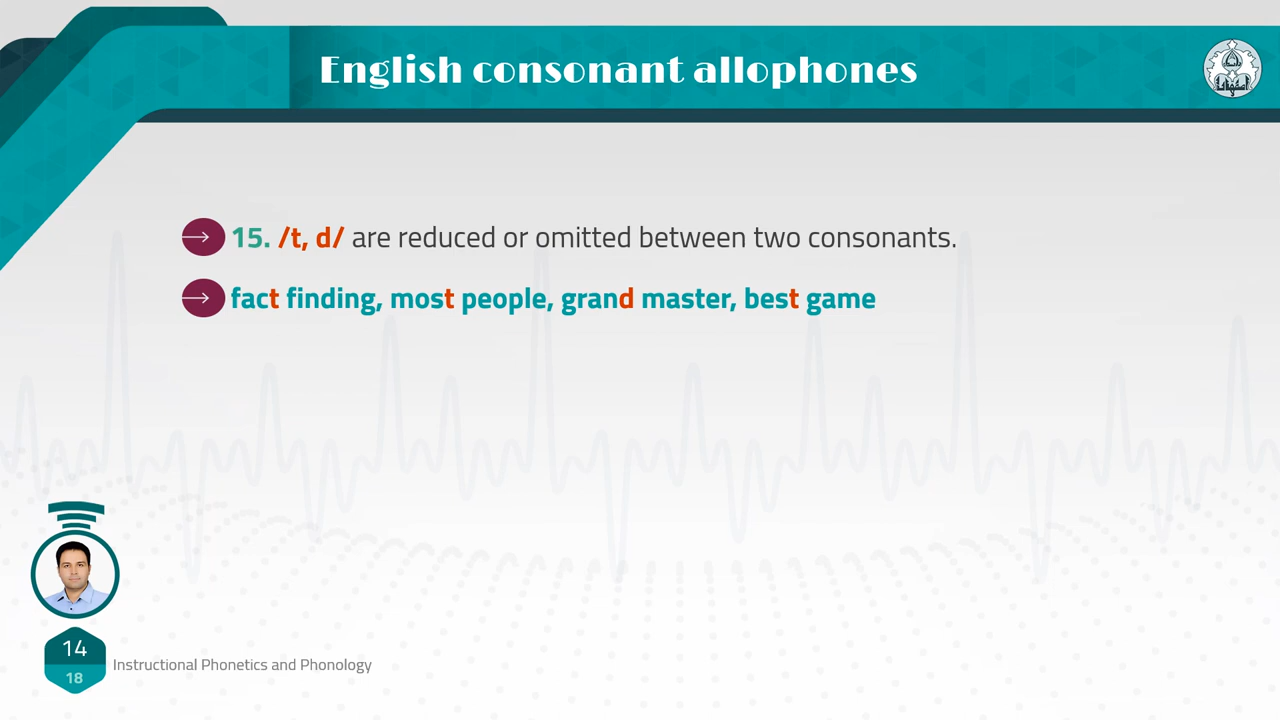 English consonant allophones
15. /t, d/ are reduced or omitted between two consonants.
fact finding, most people, grand master, best game
14
18
Instructional Phonetics and Phonology